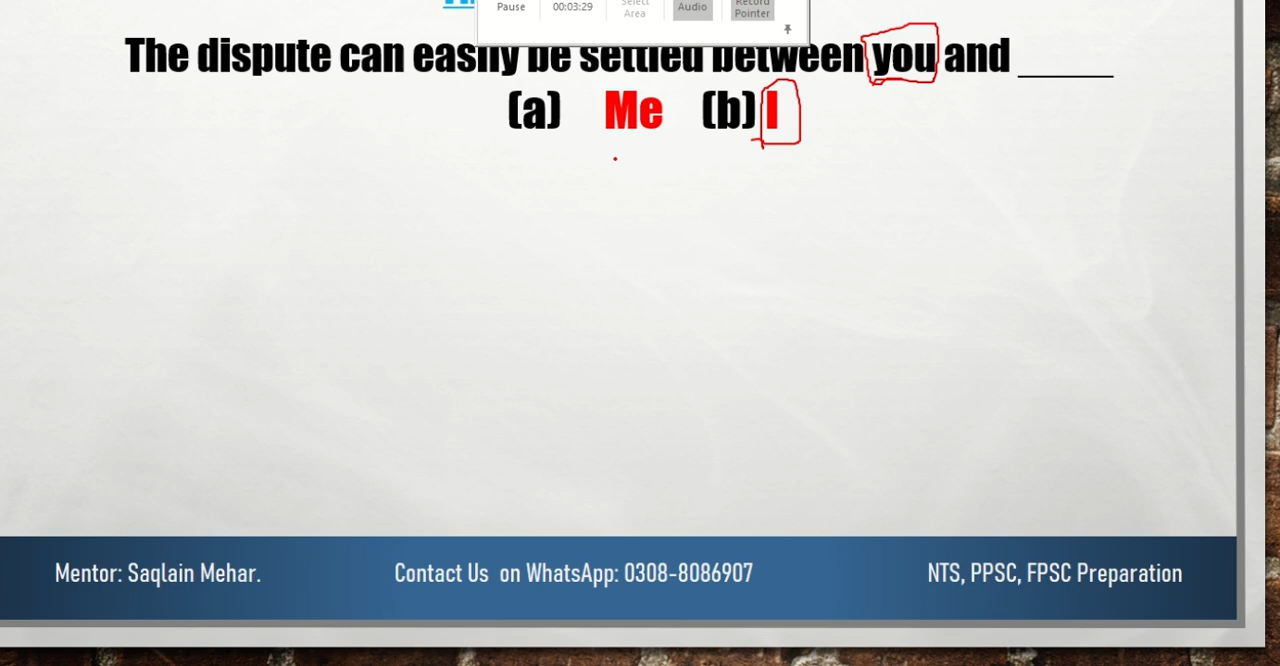 Pause 00:03:29 Select Area Audio Record Pointer
The dispute can easily be settled between you and ______
(a) Me (b) I
Mentor: Saqlain Mehar. Contact Us on WhatsApp: 0308-8086907 NTS, PPSC, FPSC Preparation